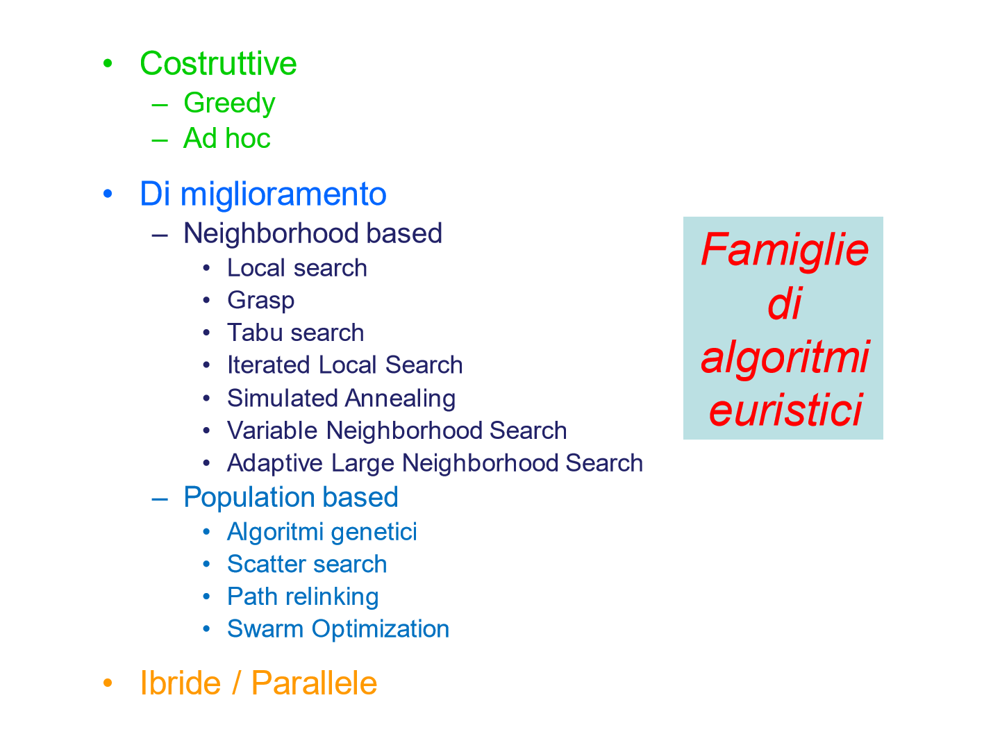 • Costruttive
– Greedy
– Ad hoc
• Di miglioramento
– Neighborhood based
• Local search
• Grasp
• Tabu search
• Iterated Local Search
• Simulated Annealing
• Variable Neighborhood Search
• Adaptive Large Neighborhood Search
– Population based
• Algoritmi genetici
• Scatter search
• Path relinking
• Swarm Optimization
• Ibride / Parallele
Famiglie
di
algoritmi
euristici